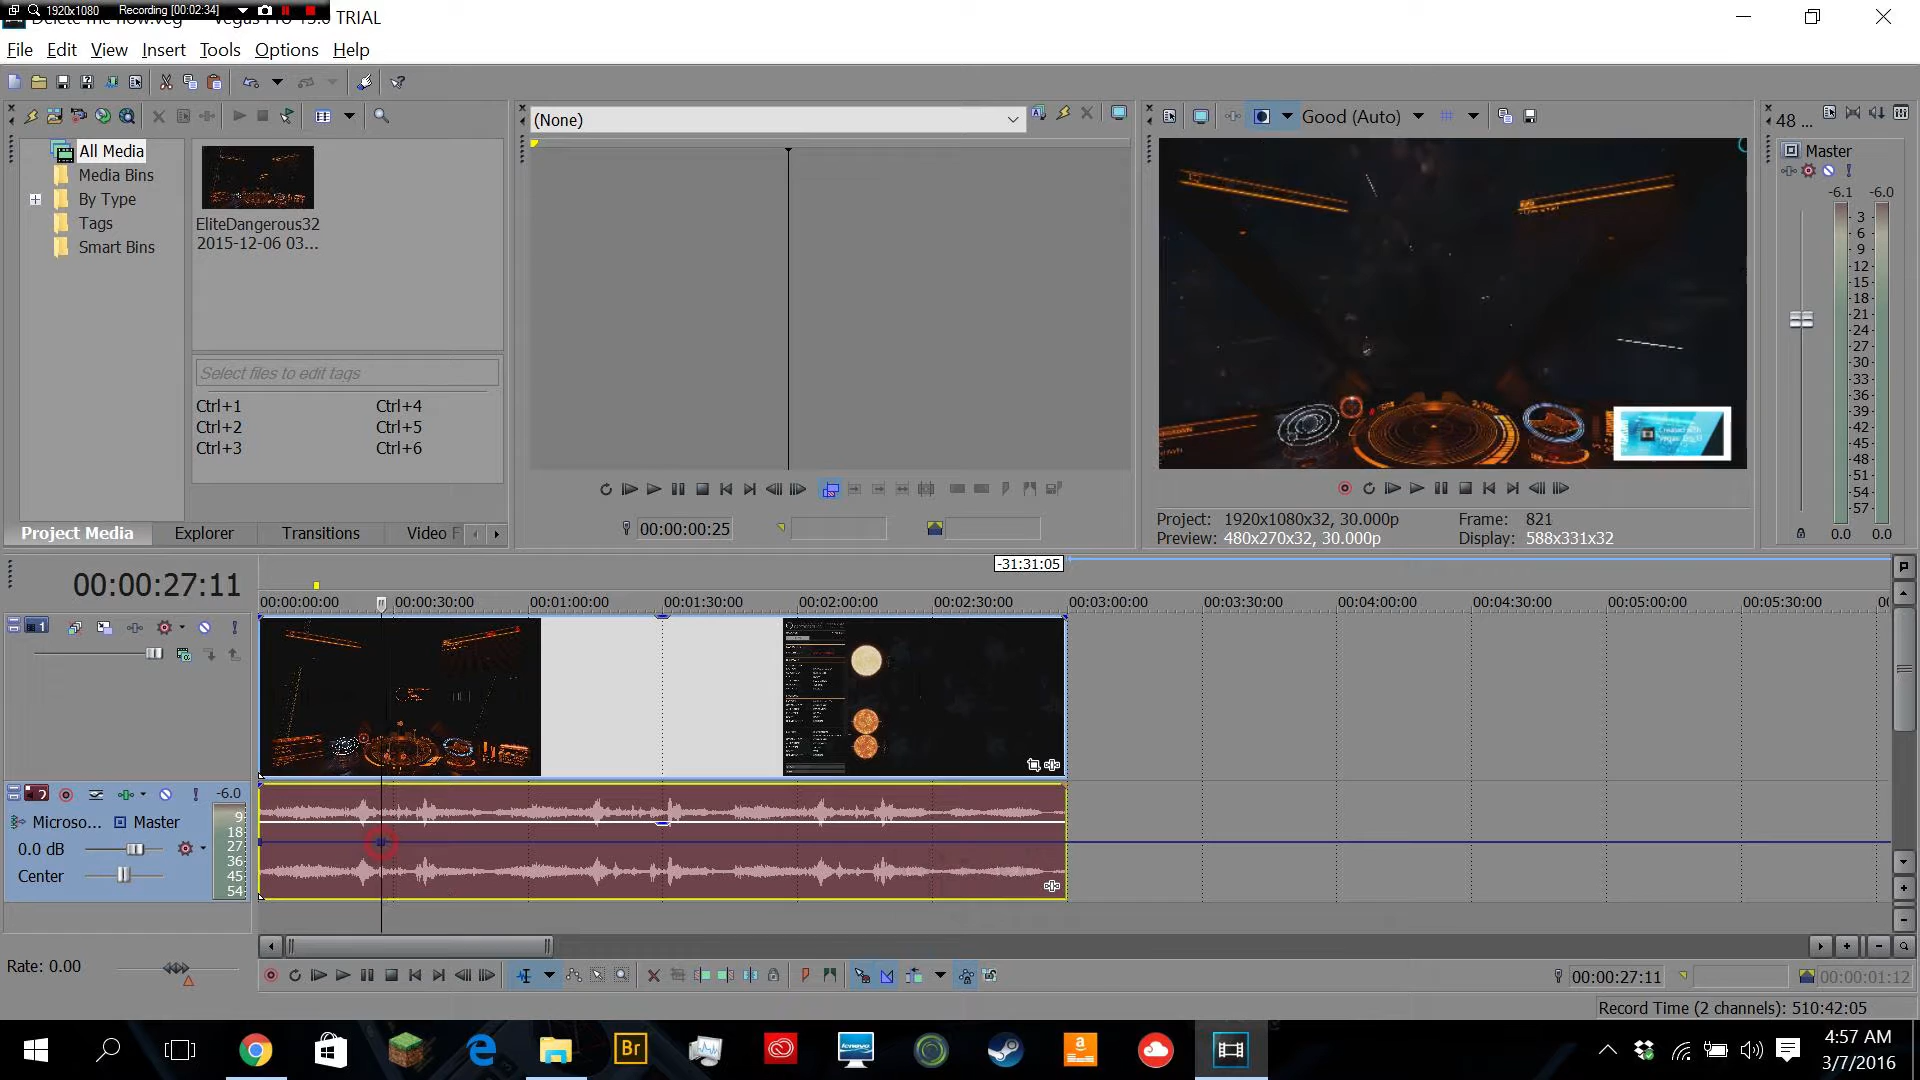 1920x1080 Recording [00:02:34]
Delete me now.veg - Vegas Pro 13.0 TRIAL
File Edit View Insert Tools Options Help
All Media
Media Bins
By Type
Tags
Smart Bins
EliteDangerous32
2015-12-06 03...
Select files to edit tags
Ctrl+1 Ctrl+4
Ctrl+2 Ctrl+5
Ctrl+3 Ctrl+6
Project Media Explorer Transitions Video F
(None)
00:00:00:25
Good (Auto)
Created with
Project: 1920x1080x32, 30.000p Frame: 821
Preview: 480x270x32, 30.000p Display: 588x331x32
48 ...
Master
-6.1 -6.0
3
6
9
12
15
18
21
24
27
30
33
36
39
42
45
48
51
54
57
0.0 0.0
00:00:27:11
-31:31:05
00:00:00:00 00:00:30:00 00:01:00:00 00:01:30:00 00:02:00:00 00:02:30:00 00:03:00:00 00:03:30:00 00:04:00:00 00:04:30:00 00:05:00:00 00:05:30:00
1
2 -6.0
Microso... Master
0.0 dB
Center
9
18
27
36
45
54
Rate: 0.00
00:00:27:11 00:00:01:12
Record Time (2 channels): 510:42:05
Br
lenovo
amazon
4:57 AM
3/7/2016